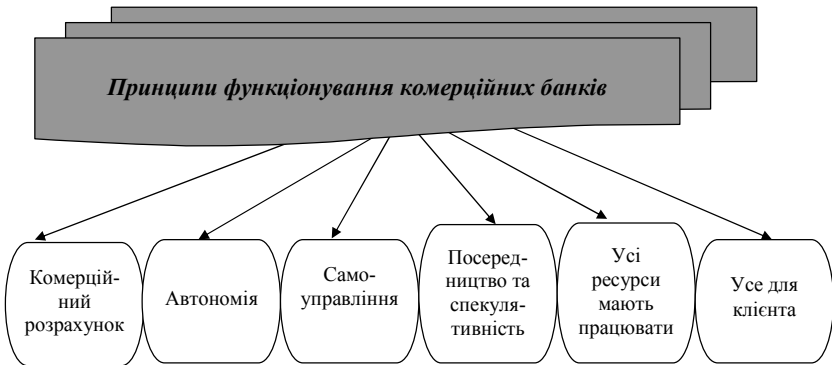 Принципи функціонування комерційних банків
Комерцій-
ний
розрахунок
Автономія
Само-
управління
Посеред-
ництво та
спекуля-
тивність
Усі
ресурси
мають
працювати
Усе для
клієнта